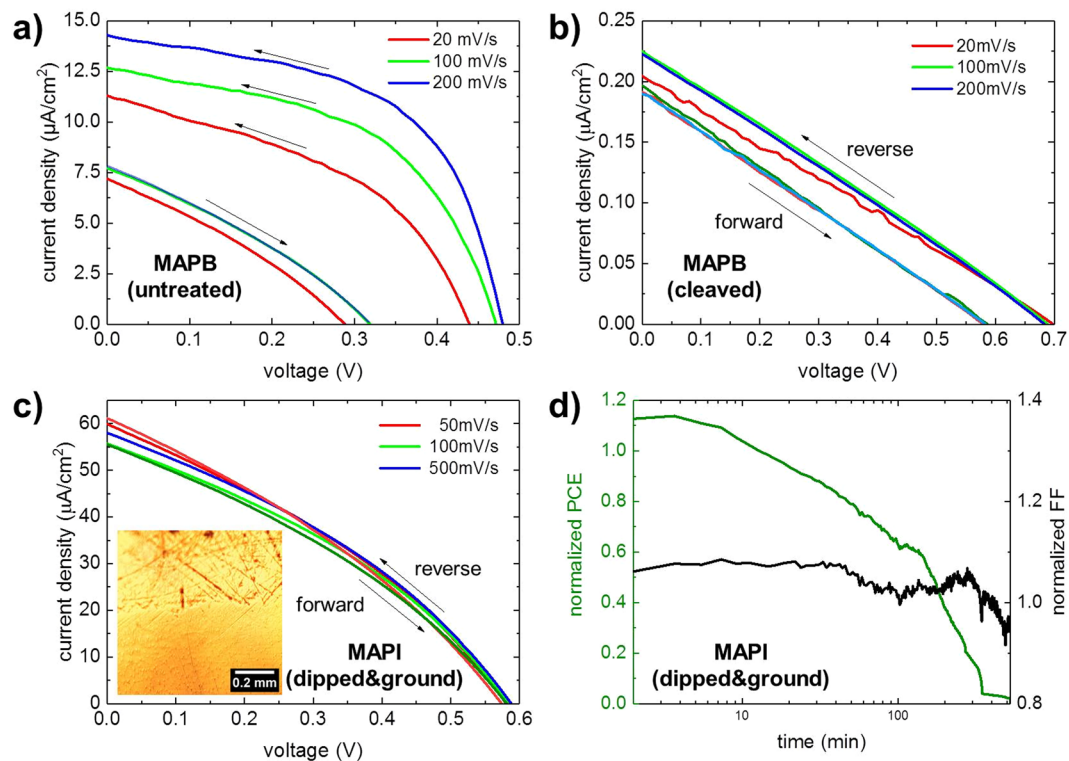 a)
20 mV/s
100 mV/s
200 mV/s
current density (µA/cm²)
15.0
12.5
10.0
7.5
5.0
2.5
0.0
MAPB
(untreated)
0.0 0.1 0.2 0.3 0.4 0.5
voltage (V)
b)
20mV/s
100mV/s
200mV/s
current density (µA/cm²)
0.25
0.20
0.15
0.10
0.05
0.00
reverse
forward
MAPB
(cleaved)
0.0 0.1 0.2 0.3 0.4 0.5 0.6 0.7
voltage (V)
c)
50mV/s
100mV/s
500mV/s
current density (µA/cm²)
60
50
40
30
20
10
0
reverse
forward
0.2 mm
MAPI
(dipped&ground)
0.0 0.1 0.2 0.3 0.4 0.5 0.6
voltage (V)
d)
normalized PCE
1.2
1.0
0.8
0.6
0.4
0.2
0.0
MAPI
(dipped&ground)
1.4
1.2
1.0
0.8
normalized FF
10 100
time (min)